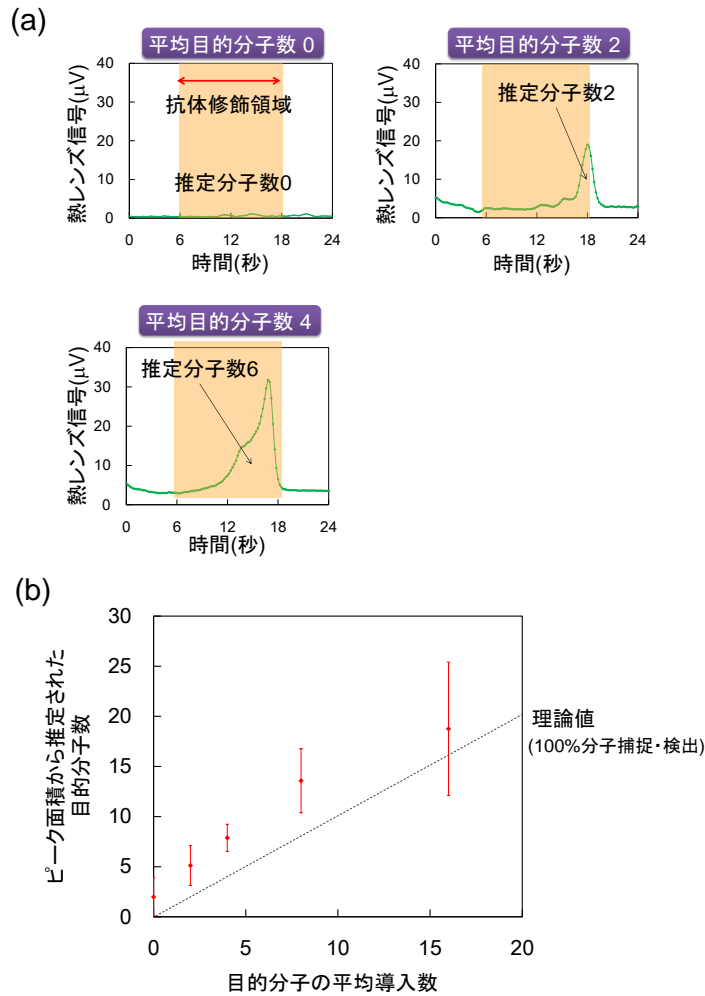 (a)
平均目的分子数 0
熱レンズ信号(μV)
40
30
20
10
0
抗体修飾領域
推定分子数0
0 6 12 18 24
時間(秒)
平均目的分子数 2
熱レンズ信号(μV)
40
30
20
10
0
推定分子数2
0 6 12 18 24
時間(秒)
平均目的分子数 4
熱レンズ信号(μV)
40
30
20
10
0
推定分子数6
0 6 12 18 24
時間(秒)
(b)
ピーク面積から推定された
目的分子数
30
25
20
15
10
5
0
理論値
(100%分子捕捉・検出)
0 5 10 15 20
目的分子の平均導入数